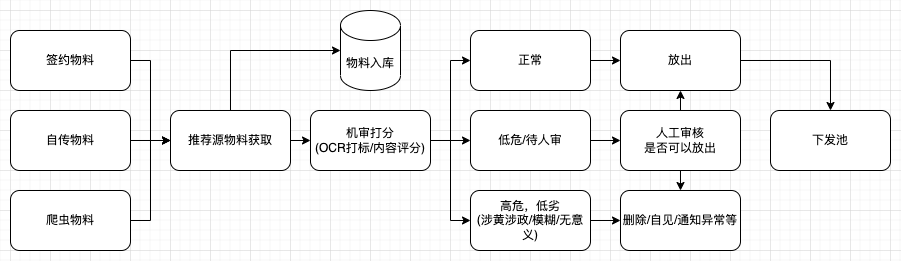 签约物料
自传物料
爬虫物料
推荐源物料获取
物料入库
机审打分
(OCR打标/内容评分)
正常
低危/待人审
高危，低劣
(涉黄涉政/模糊/无意
义)
放出
人工审核
是否可以放出
删除/自见/通知异常等
下发池